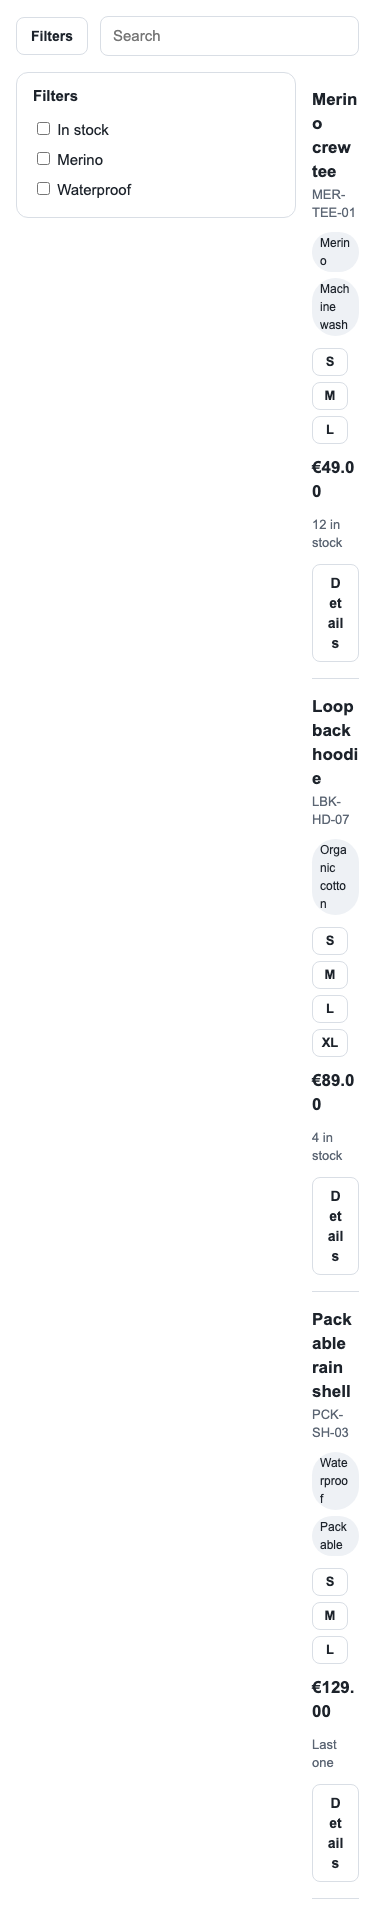 Filters
Search
Filters
In stock
Merino
Waterproof
Merin
o
crew
tee
MER-
TEE-01
Merin
o
Mach
ine
wash
S
M
L
€49.0
0
12 in
stock
D
et
ail
s
Loop
back
hoodi
e
LBK-
HD-07
Orga
nic
cotto
n
S
M
L
XL
€89.0
0
4 in
stock
D
et
ail
s
Pack
able
rain
shell
PCK-
SH-03
Wate
rproo
f
Pack
able
S
M
L
€129.
00
Last
one
D
et
ail
s